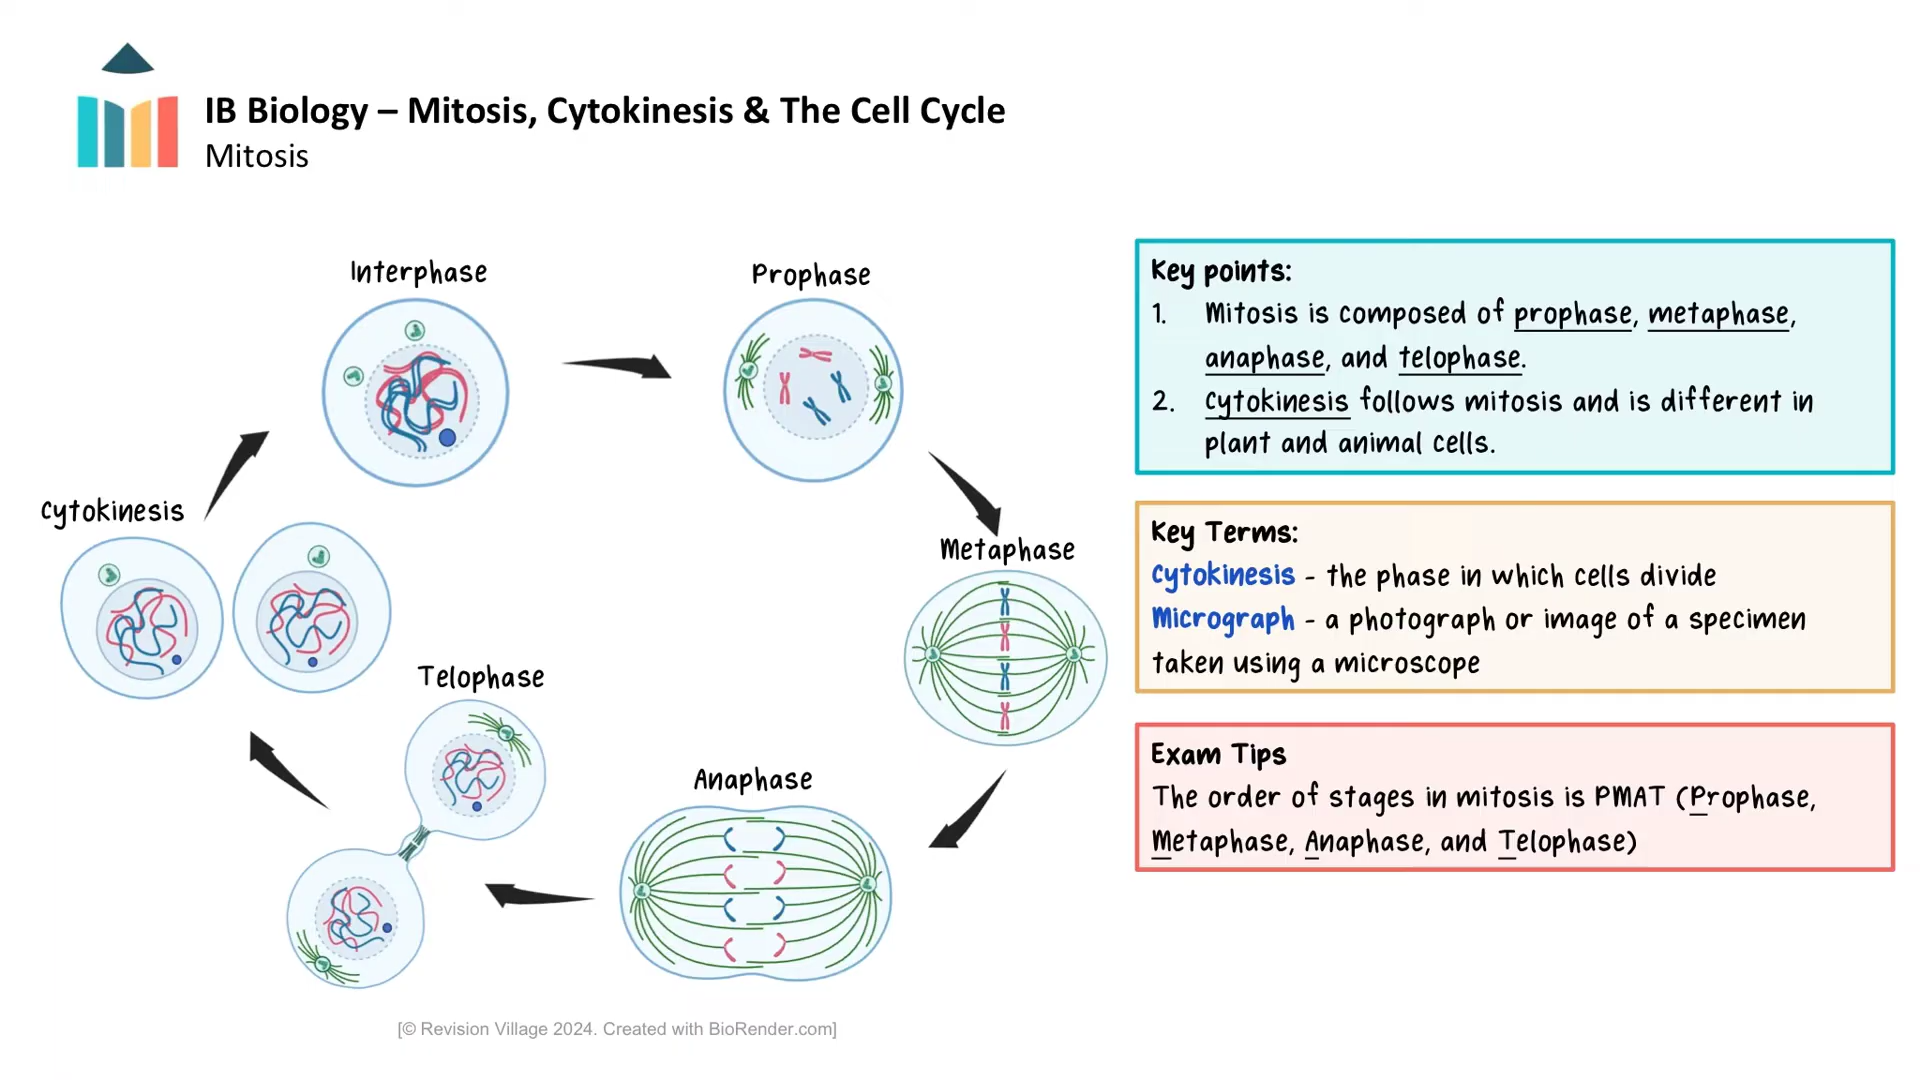 IB Biology – Mitosis, Cytokinesis & The Cell Cycle
Mitosis
Interphase
Prophase
Cytokinesis
Metaphase
Telophase
Anaphase
Key points:
1. Mitosis is composed of prophase, metaphase,
anaphase, and telophase.
2. Cytokinesis follows mitosis and is different in
plant and animal cells.
Key Terms:
Cytokinesis - the phase in which cells divide
Micrograph - a photograph or image of a specimen
taken using a microscope
Exam Tips
The order of stages in mitosis is PMAT (Prophase,
Metaphase, Anaphase, and Telophase)
[© Revision Village 2024. Created with BioRender.com]